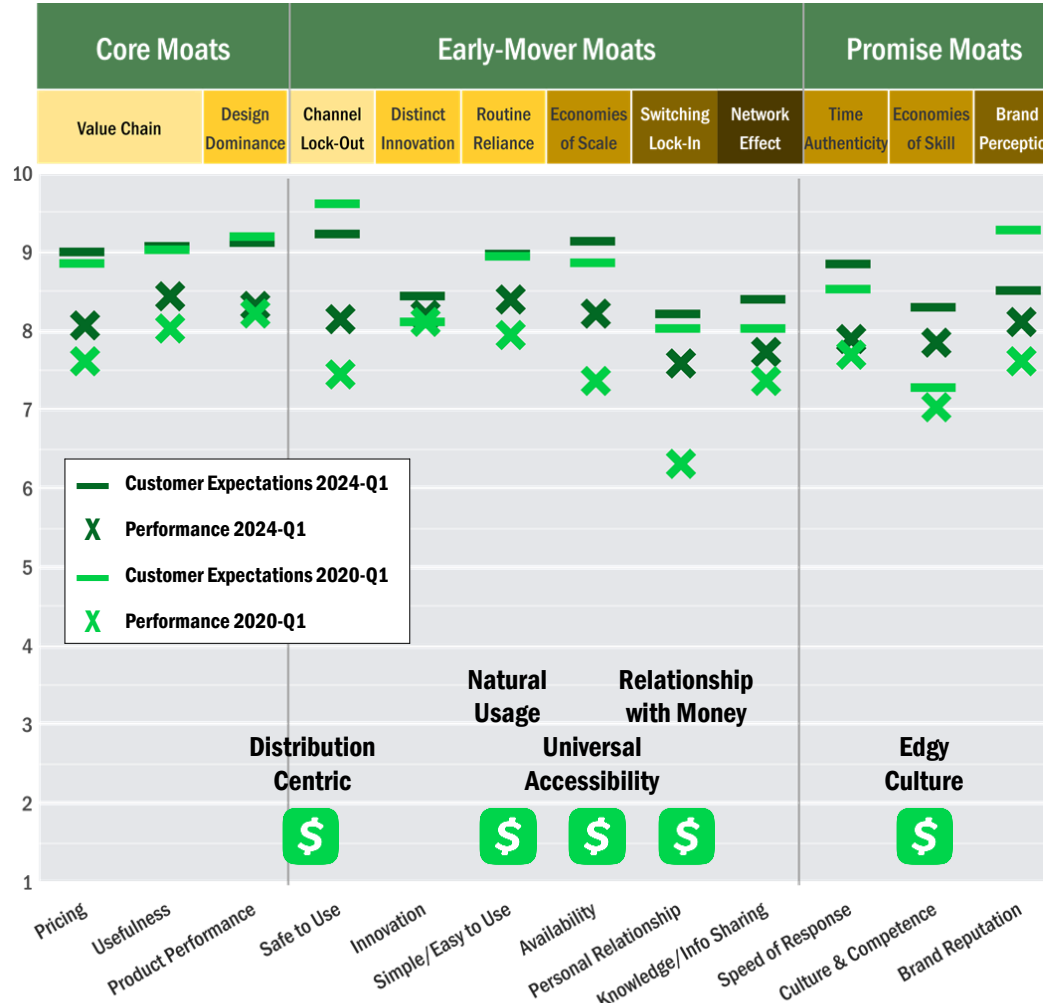 Core Moats
Early-Mover Moats
Promise Moats
Value Chain
Design
Dominance
Channel
Lock-Out
Distinct
Innovation
Routine
Reliance
Economies
of Scale
Switching
Lock-In
Network
Effect
Time
Authenticity
Economies
of Skill
Brand
Perceptio
10
9
8
7
6
5
4
3
2
1
Customer Expectations 2024-Q1
Performance 2024-Q1
Customer Expectations 2020-Q1
Performance 2020-Q1
Natural
Usage
Relationship
with Money
Distribution
Centric
Universal
Accessibility
Edgy
Culture
$
$
$
$
$
Pricing
Usefulness
Product Performance
Safe to Use
Innovation
Simple/Easy to Use
Availability
Personal Relationship
Knowledge/Info Sharing
Speed of Response
Culture & Competence
Brand Reputation